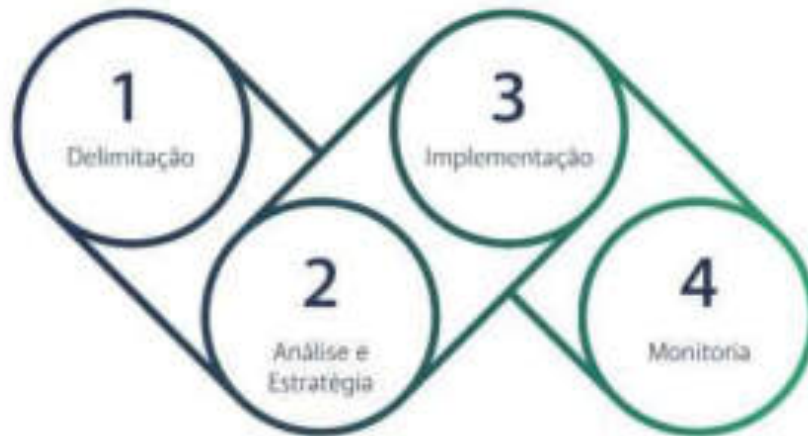 1
Delimitação
2
Análise e
Estratégia
3
Implementação
4
Monitoria